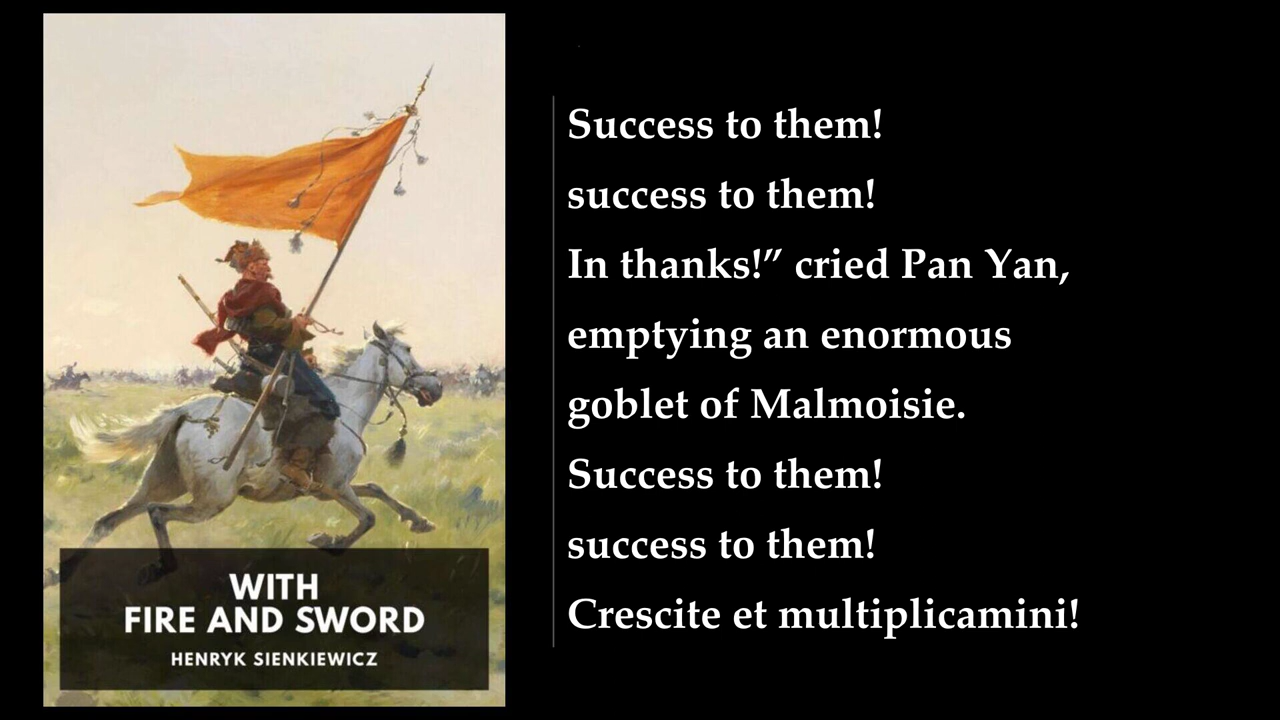 WITH
FIRE AND SWORD
HENRYK SIENKIEWICZ
Success to them!
success to them!
In thanks!” cried Pan Yan,
emptying an enormous
goblet of Malmoisie.
Success to them!
success to them!
Crescite et multiplicamini!